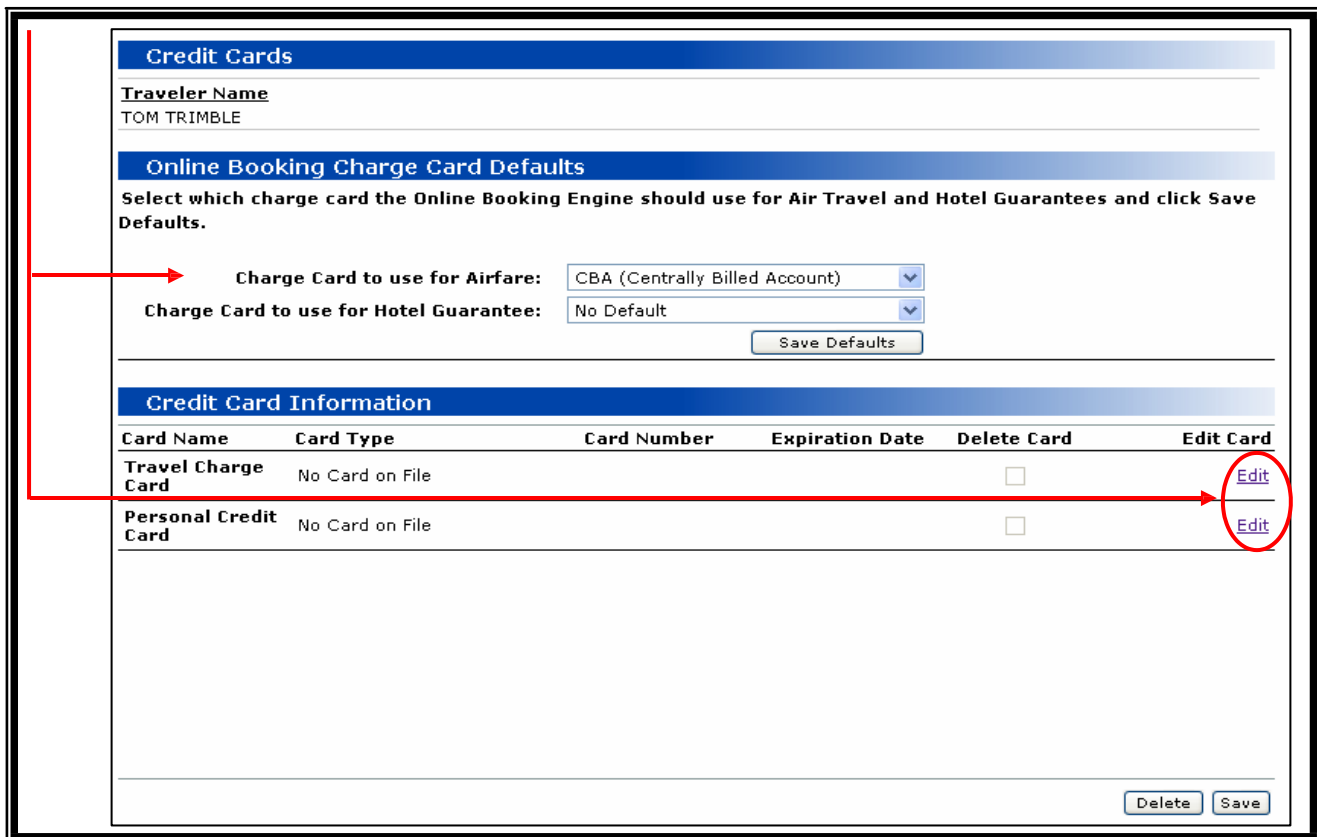 Credit Cards
Traveler Name
TOM TRIMBLE
Online Booking Charge Card Defaults
Select which charge card the Online Booking Engine should use for Air Travel and Hotel Guarantees and click Save
Defaults.
Charge Card to use for Airfare: CBA (Centrally Billed Account)
Charge Card to use for Hotel Guarantee: No Default
Save Defaults
Credit Card Information
Card Name Card Type Card Number Expiration Date Delete Card Edit Card
Travel Charge
Card No Card on File Edit
Personal Credit
Card No Card on File Edit
Delete Save